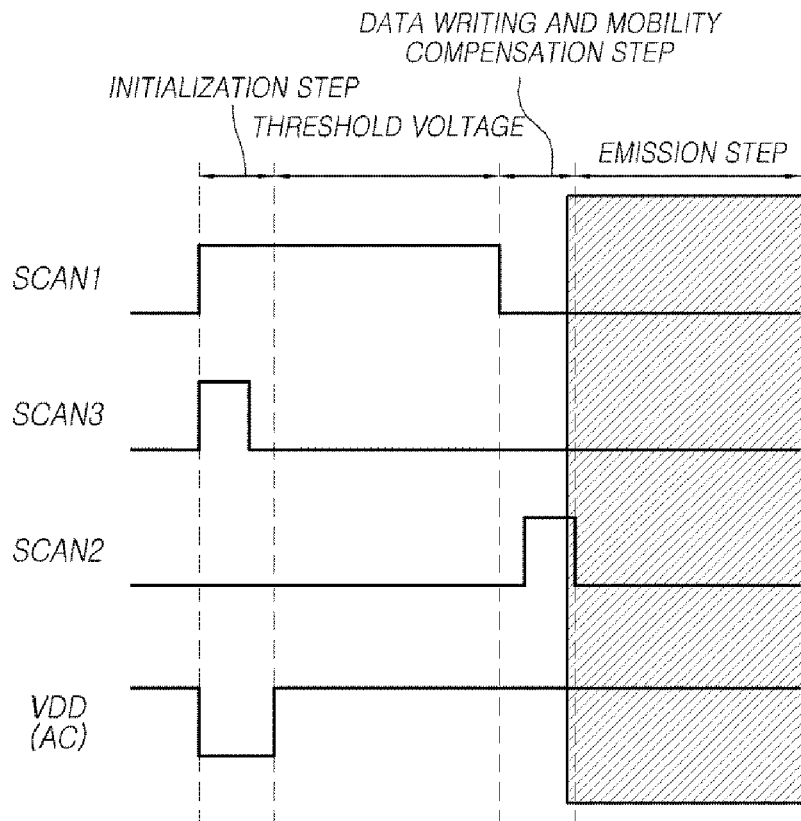 DATA WRITING AND MOBILITY
COMPENSATION STEP
INITIALIZATION STEP
THRESHOLD VOLTAGE
EMISSION STEP
SCAN1
SCAN3
SCAN2
VDD
(AC)